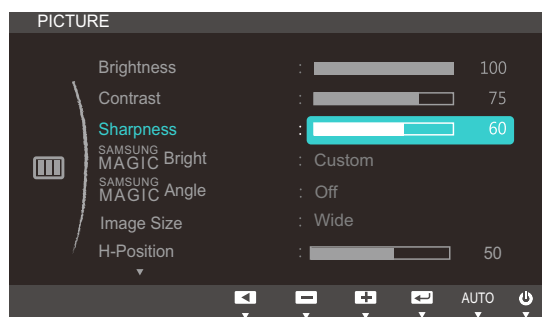 PICTURE
Brightness : 100
Contrast : 75
Sharpness : 60
SAMSUNG MAGIC Bright : Custom
SAMSUNG MAGIC Angle : Off
Image Size : Wide
H-Position : 50
AUTO